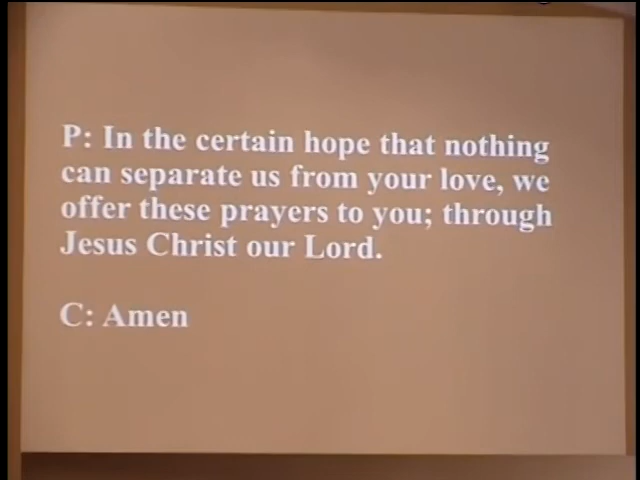 P: In the certain hope that nothing
can separate us from your love, we
offer these prayers to you; through
Jesus Christ our Lord.
C: Amen